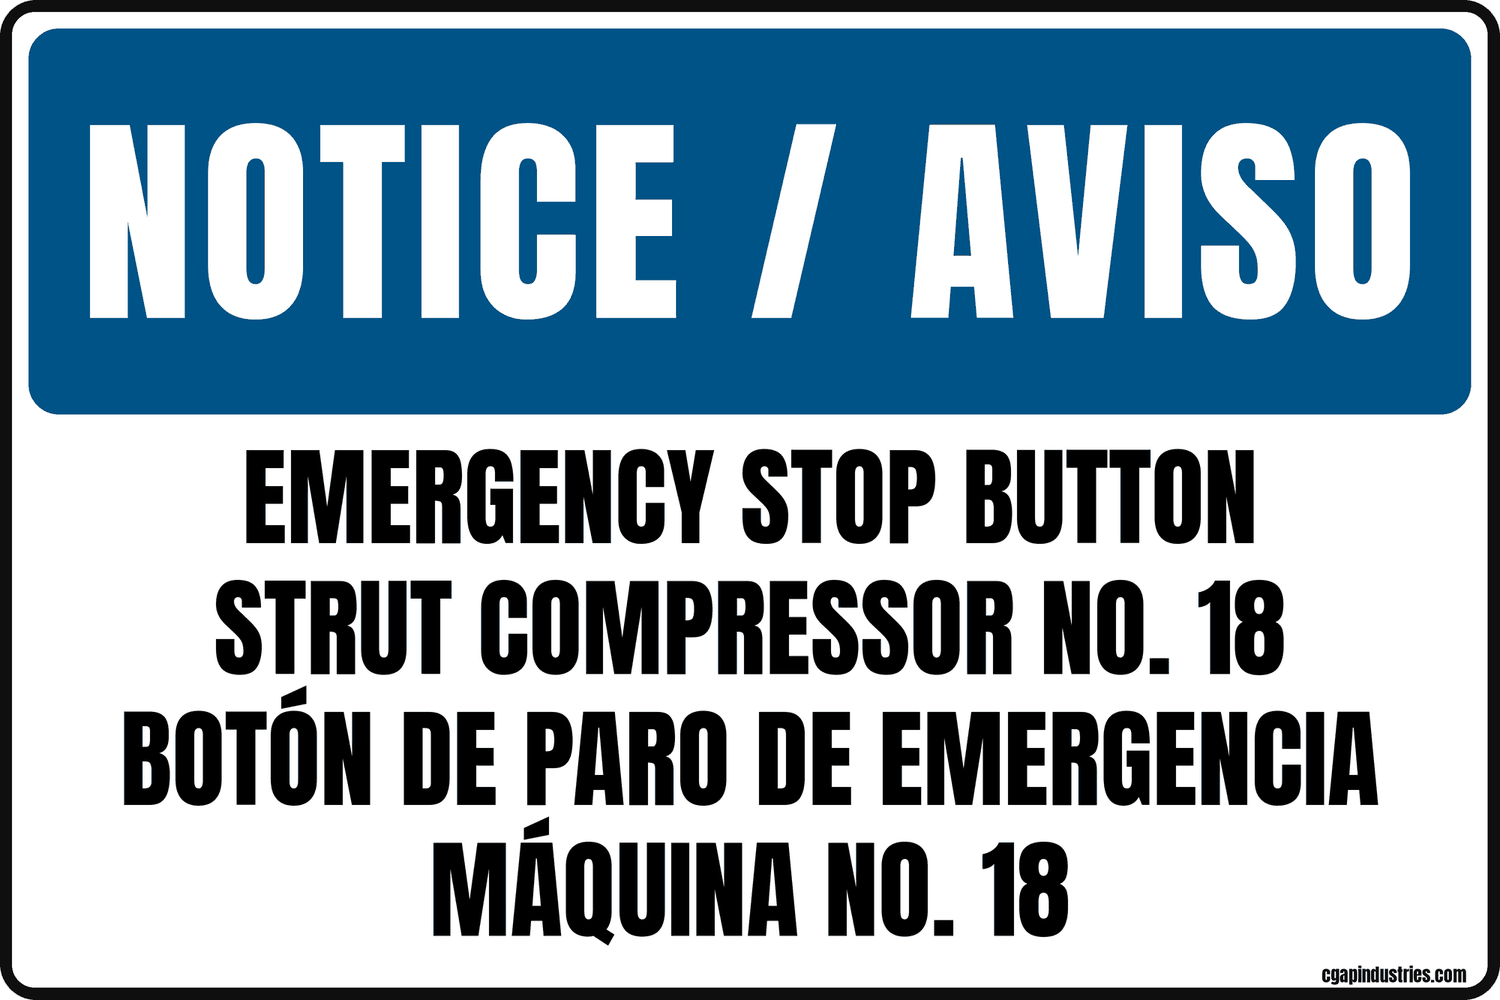 NOTICE / AVISO
EMERGENCY STOP BUTTON
STRUT COMPRESSOR NO. 18
BOTÓN DE PARO DE EMERGENCIA
MÁQUINA NO. 18
cgapindustries.com